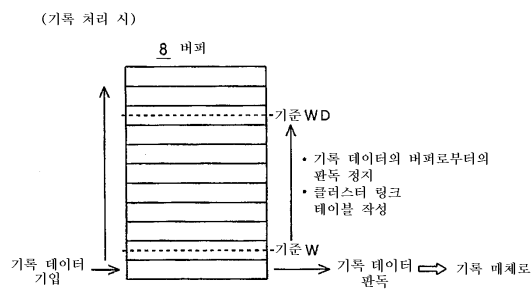 (기록 처리 시)
8 버퍼
기준 WD
• 기록 데이터의 버퍼로부터의
판독 정지
• 클러스터 링크
테이블 작성
기준 W
기록 데이터
기입
기록 데이터
판독
기록 매체로